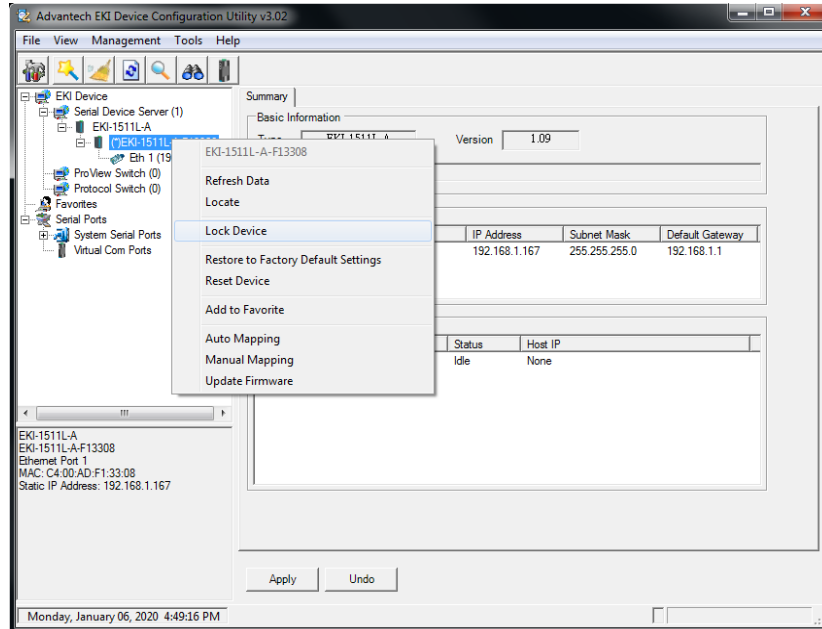 Advantech EKI Device Configuration Utility v3.02
File View Management Tools Help
EKI Device
Serial Device Server (1)
EKI-1511L-A
(*)EKI-1511L-
Eth 1 (19
ProView Switch (0)
Protocol Switch (0)
Favorites
Serial Ports
System Serial Ports
Virtual Com Ports
EKI-1511L-A-F13308
Refresh Data
Locate
Lock Device
Restore to Factory Default Settings
Reset Device
Add to Favorite
Auto Mapping
Manual Mapping
Update Firmware
Summary
Basic Information
Version 1.09
IP Address Subnet Mask Default Gateway
192.168.1.167 255.255.255.0 192.168.1.1
Status Host IP
Idle None
EKI-1511L-A
EKI-1511L-A-F13308
Ethernet Port 1
MAC: C4:00:AD:F1:33:08
Static IP Address: 192.168.1.167
Apply Undo
Monday, January 06, 2020 4:49:16 PM